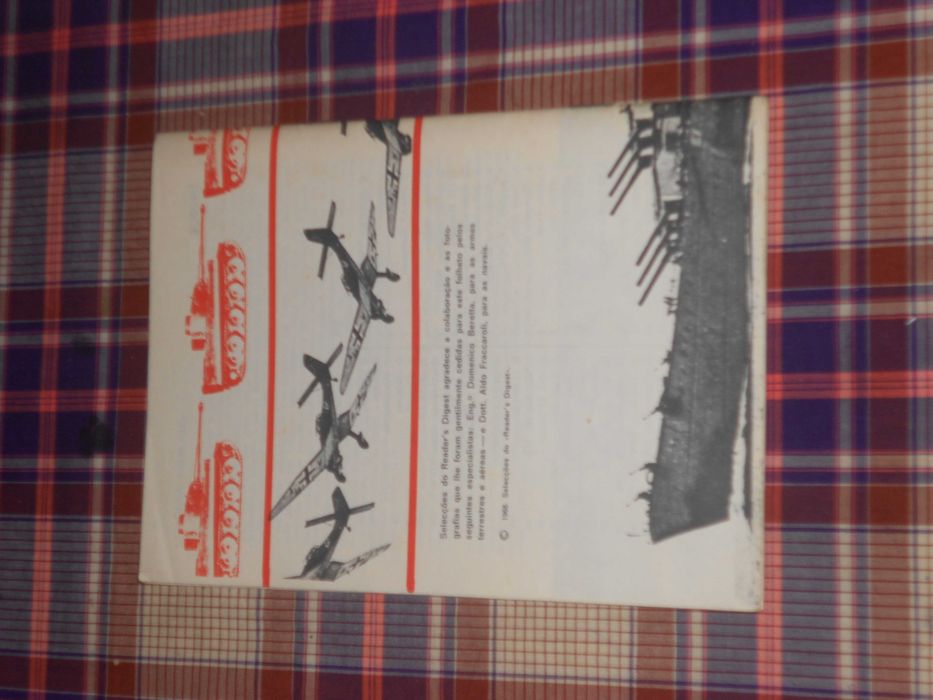 Selecções do Reader's Digest agradece a colaboração e as foto-
grafias que lhe foram gentilmente cedidas para este folheto pelos
seguintes especialistas: Eng.º Domenico Beretta, para as armas
terrestres e aéreas — e Dott. Aldo Fraccaroli, para as navais.
© 1968. Selecções do «Reader's Digest».